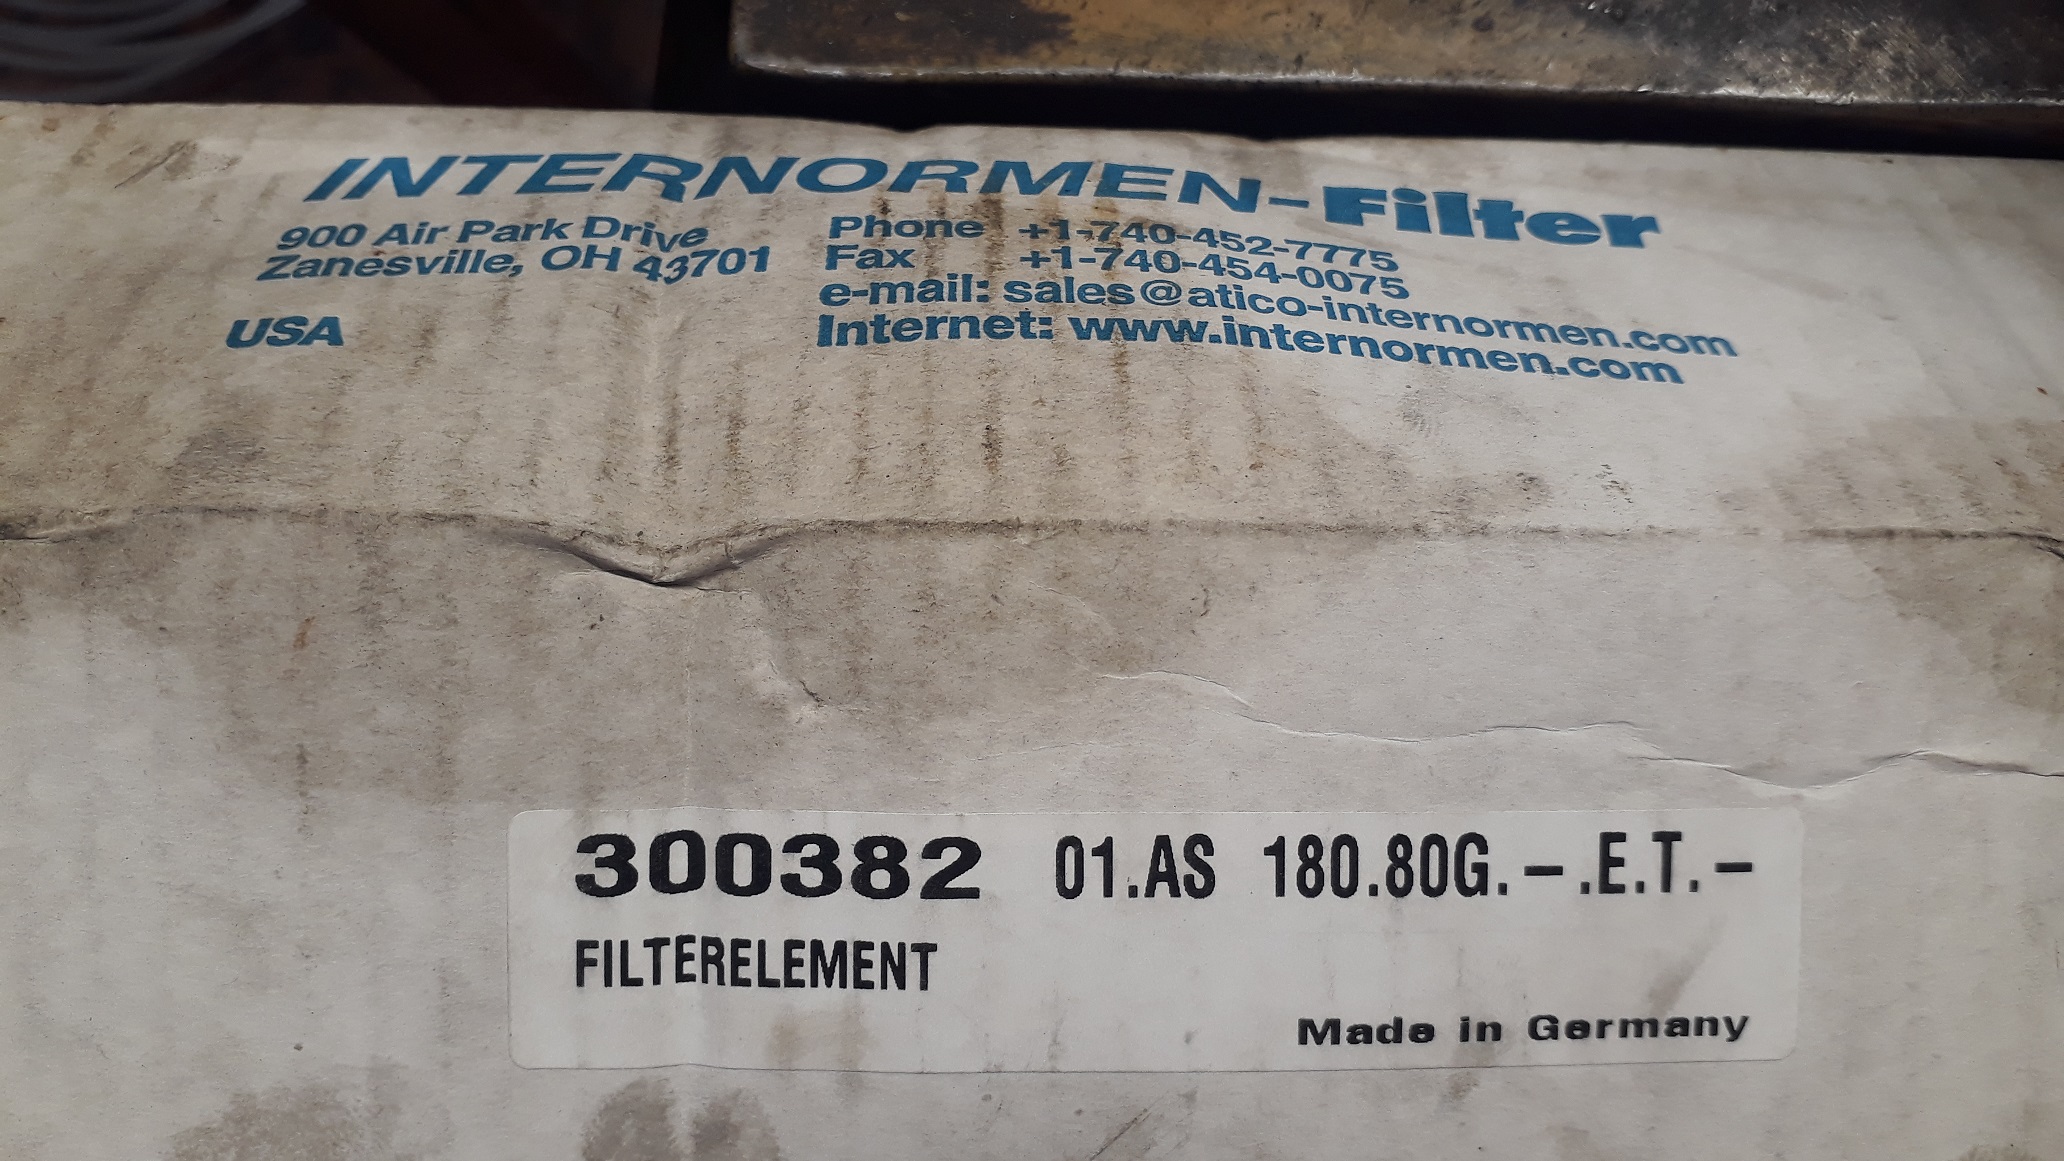 INTERNORMEN-Filter
900 Air Park Drive
Zanesville, OH 43701
USA
Phone +1-740-452-7775
Fax +1-740-454-0075
e-mail: sales@atico-internormen.com
Internet: www.internormen.com
300382 01.AS 180.80G.-.E.T.-
FILTERELEMENT
Made in Germany